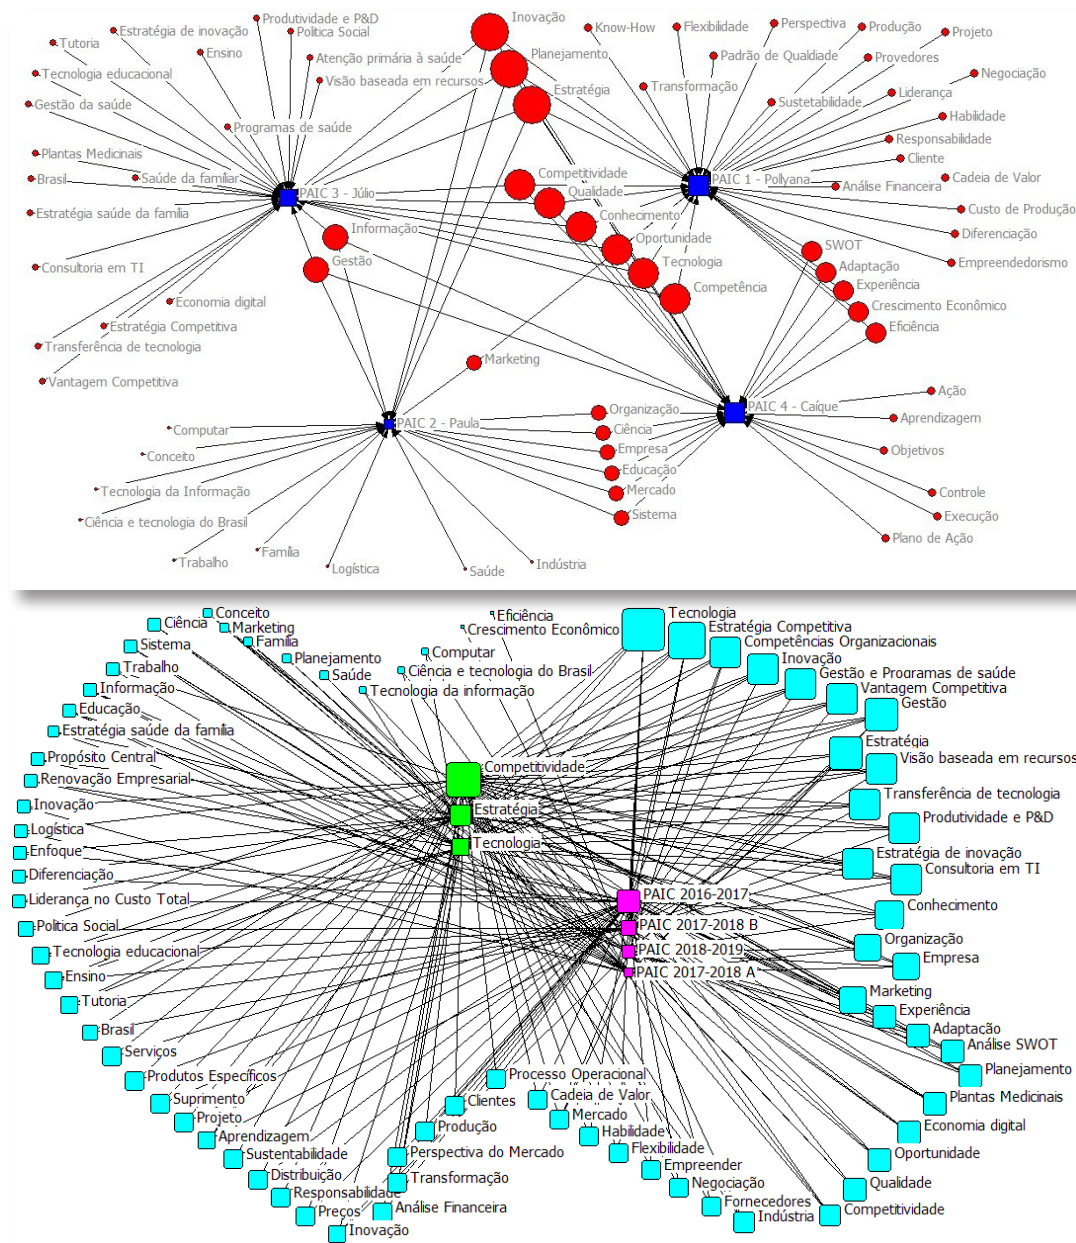 Inovação
Produtividade e P&D
Estratégia de inovação
Politica Social
Know-How
Flexibilidade
Perspectiva
Produção
Projeto
Tutoria
Ensino
Atenção primária à saúde
Planejamento
Padrão de Qualdiade
Provedores
Tecnologia educacional
Visão baseada em recursos
Estratégia
Transformação
Negociação
Liderança
Gestão da saúde
Sustetabilidade
Habilidade
Programas de saúde
Responsabilidade
Plantas Medicinais
Cliente
Brasil
Saúde da familiar
Competitividade
PAIC 1 - Pollyana
Análise Financeira
Cadeia de Valor
PAIC 3 - Júlio
Qualidade
Custo de Produção
Estratégia saúde da família
Informação
Conhecimento
Diferenciação
Oportunidade
SWOT
Consultoria em TI
Gestão
Tecnologia
Adaptação
Empreendedorismo
Competência
Experiência
Economia digital
Crescimento Econômico
Estratégia Competitiva
Eficiência
Transferência de tecnologia
Marketing
Vantagem Competitiva
Ação
PAIC 4 - Caíque
Organização
Aprendizagem
PAIC 2 - Paula
Computar
Ciência
Empresa
Objetivos
Conceito
Educação
Tecnologia da Informação
Mercado
Controle
Ciência e tecnologia do Brasil
Sistema
Execução
Plano de Ação
Família
Trabalho
Logística
Saúde
Indústria
Conceito
Eficiência
Tecnologia
Ciência
Marketing
Crescimento Econômico
Estratégia Competitiva
Sistema
Família
Competências Organizacionais
Computar
Planejamento
Inovação
Trabalho
Saúde
Ciência e tecnologia do Brasil
Gestão e Programas de saúde
Informação
Tecnologia da informação
Vantagem Competitiva
Educação
Gestão
Estratégia saúde da família
Estratégia
Propósito Central
Competitividade
Visão baseada em recursos
Renovação Empresarial
Transferência de tecnologia
Inovação
Estratégia
Produtividade e P&D
Logística
Tecnologia
Enfoque
Estratégia de inovação
Consultoria em TI
Diferenciação
PAIC 2016-2017
Liderança no Custo Total
Conhecimento
Politica Social
PAIC 2017-2018 B
Organização
Tecnologia educacional
PAIC 2018-2019
Empresa
Ensino
PAIC 2017-2018 A
Tutoria
Marketing
Experiência
Brasil
Adaptação
Serviços
Análise SWOT
Produtos Específicos
Processo Operacional
Planejamento
Suprimento
Clientes
Cadeia de Valor
Plantas Medicinais
Projeto
Produção
Mercado
Economia digital
Aprendizagem
Habilidade
Sustentabilidade
Perspectiva do Mercado
Flexibilidade
Oportunidade
Distribuição
Transformação
Empreender
Qualidade
Responsabilidade
Negociação
Preços
Análise Financeira
Fornecedores
Competitividade
Inovação
Indústria